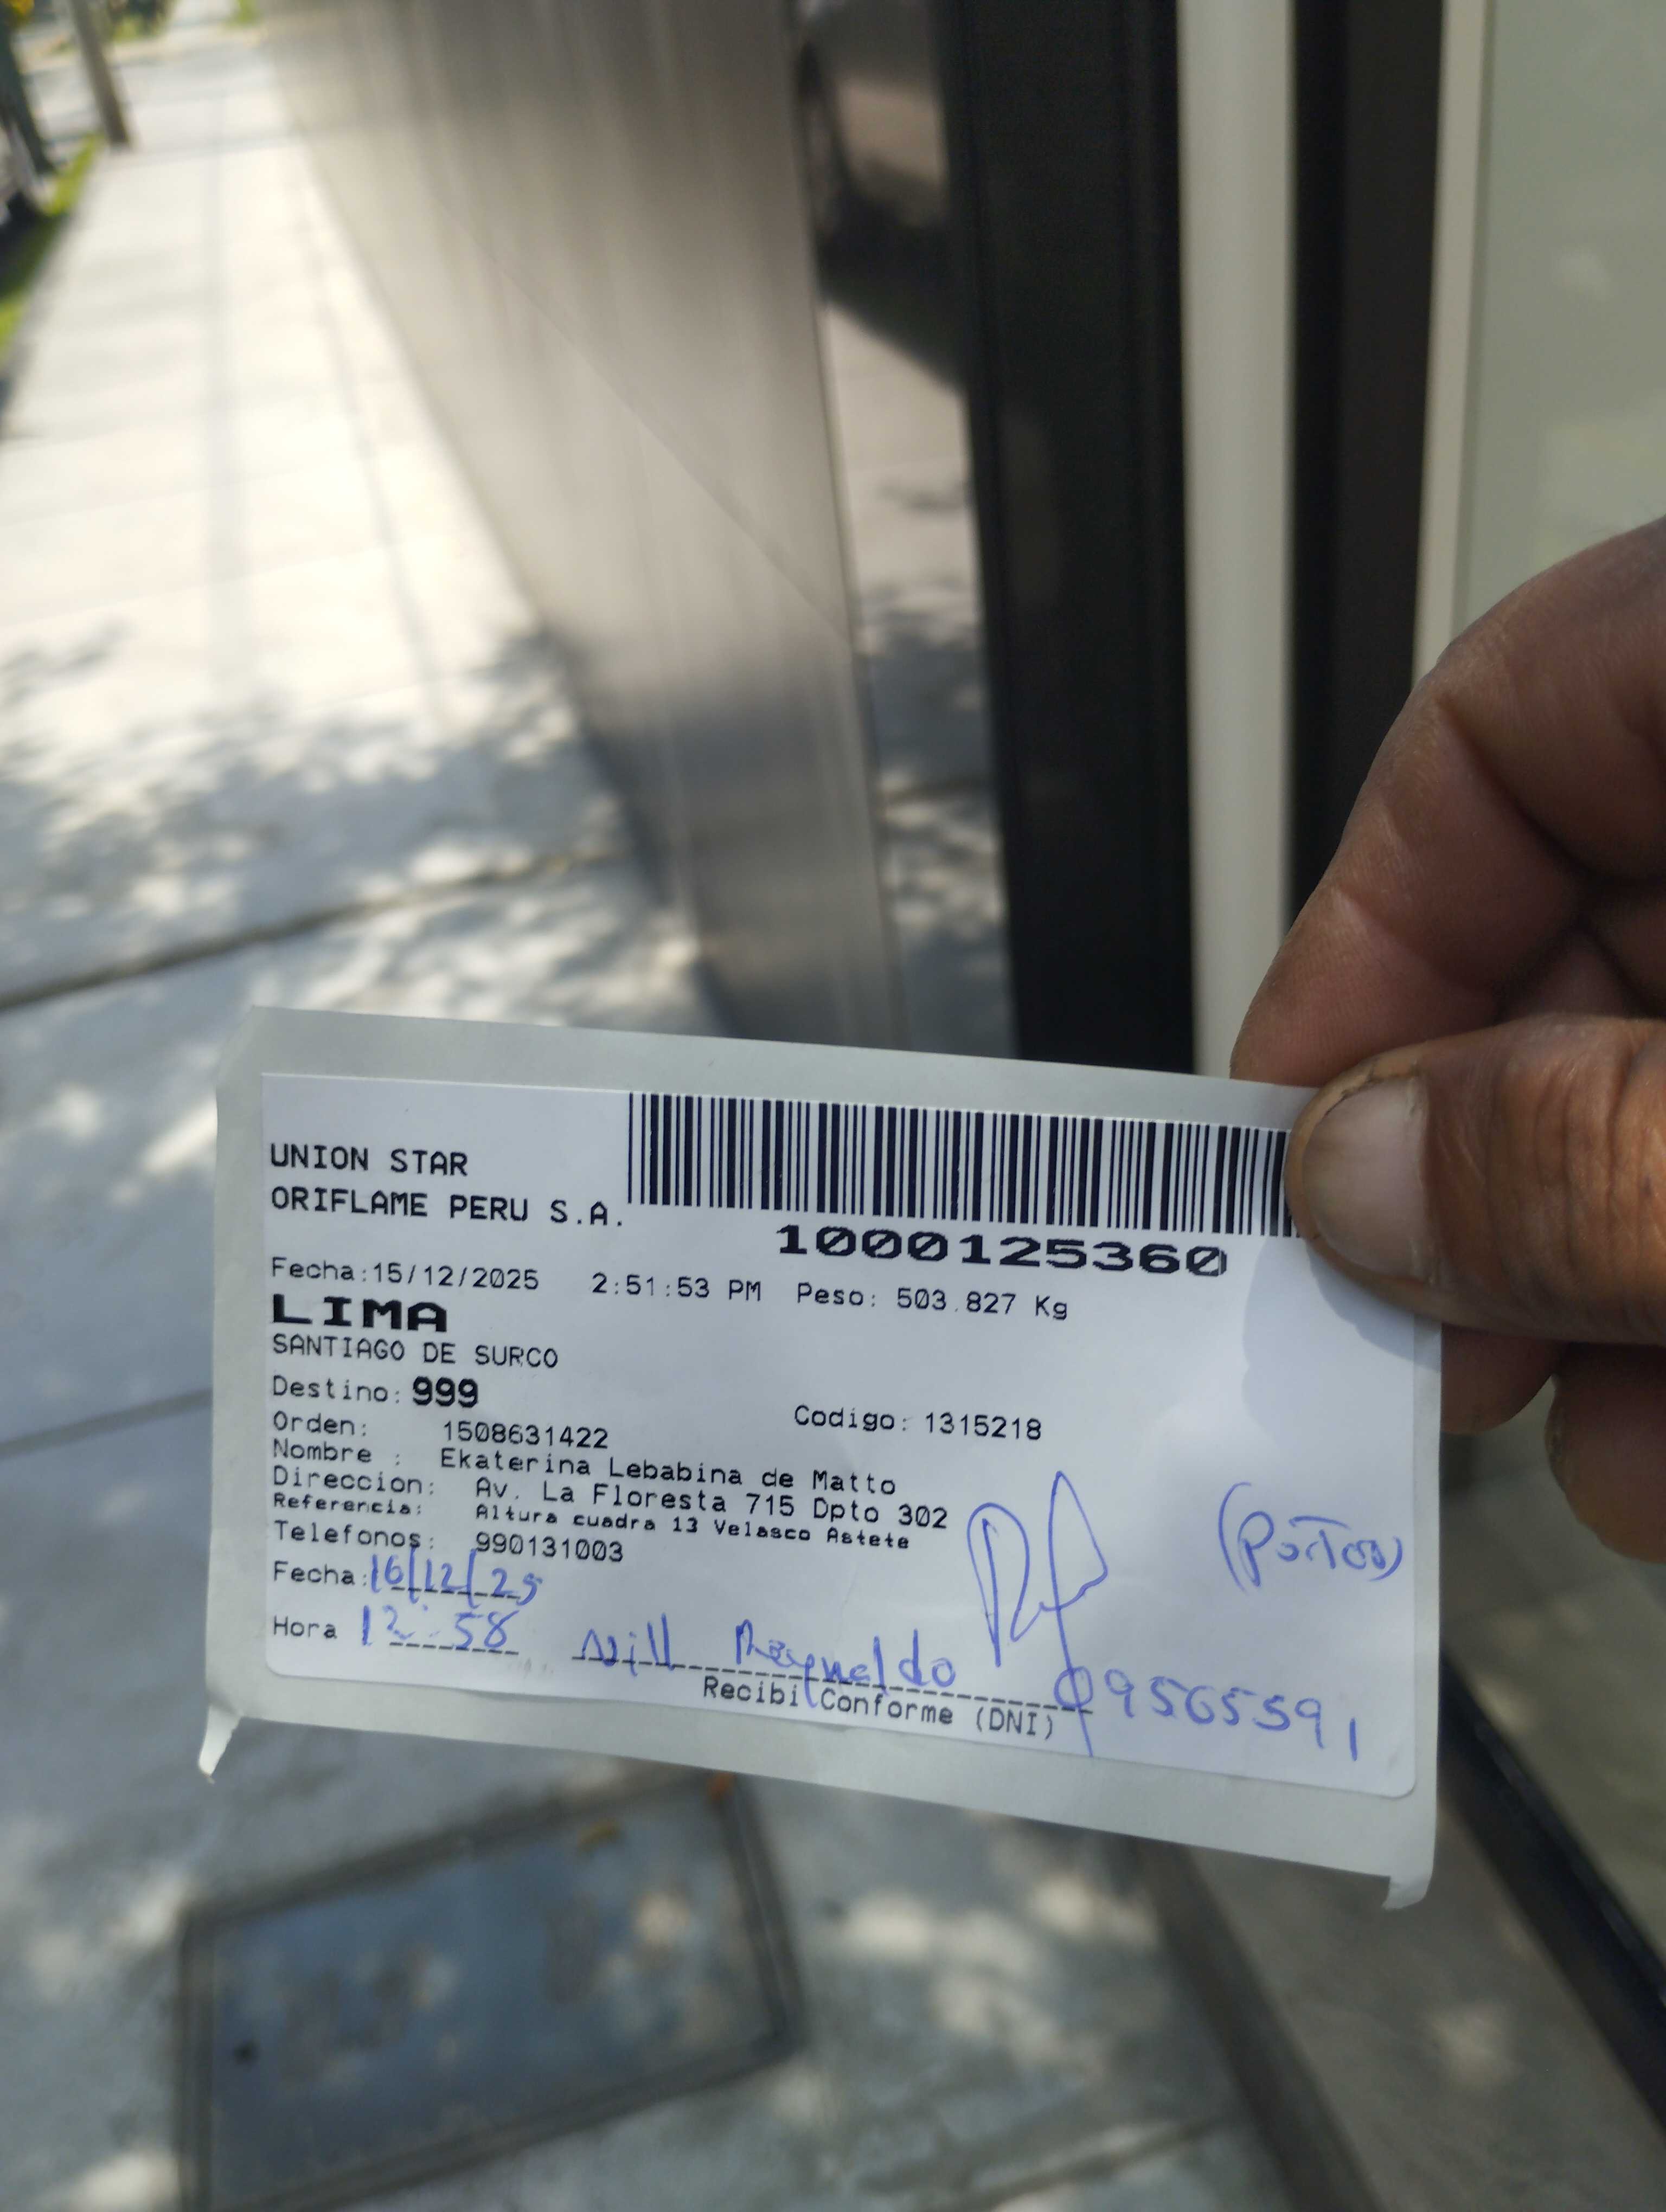 UNION STAR
ORIFLAME PERU S.A.
1000125360
Fecha:15/12/2025 2:51:53 PM Peso: 503.827 Kg
LIMA
SANTIAGO DE SURCO
Destino: 999
Codigo: 1315218
Orden: 1508631422
Nombre : Ekaterina Lebabina de Matto
Direccion: Av. La Floresta 715 Dpto 302
Referencia: Altura cuadra 13 Velasco Astete
Telefonos: 990131003
Fecha: 16/12/25
Hora 12:58 Reynaldo 09565591
Recibi Conforme (DNI)